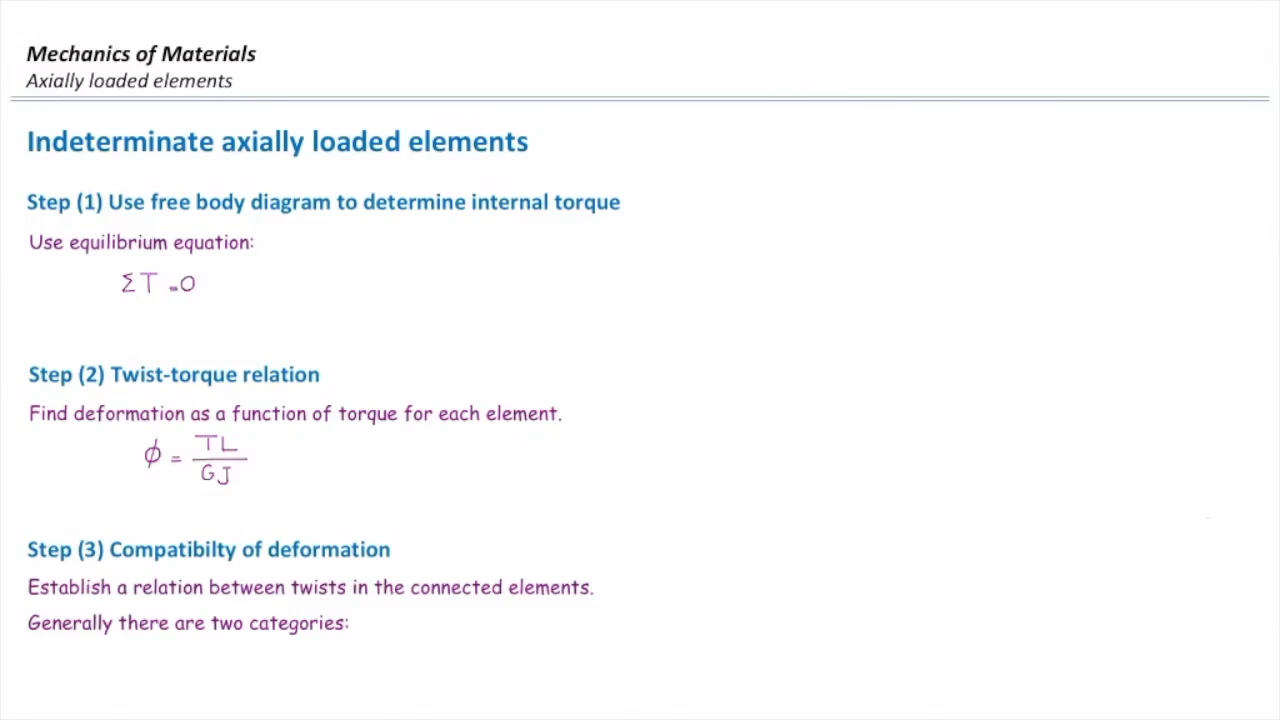 Mechanics of Materials
Axially loaded elements
Indeterminate axially loaded elements
Step (1) Use free body diagram to determine internal torque
Use equilibrium equation:
ΣT = 0
Step (2) Twist-torque relation
Find deformation as a function of torque for each element.
ϕ = TL / GJ
Step (3) Compatibilty of deformation
Establish a relation between twists in the connected elements.
Generally there are two categories: